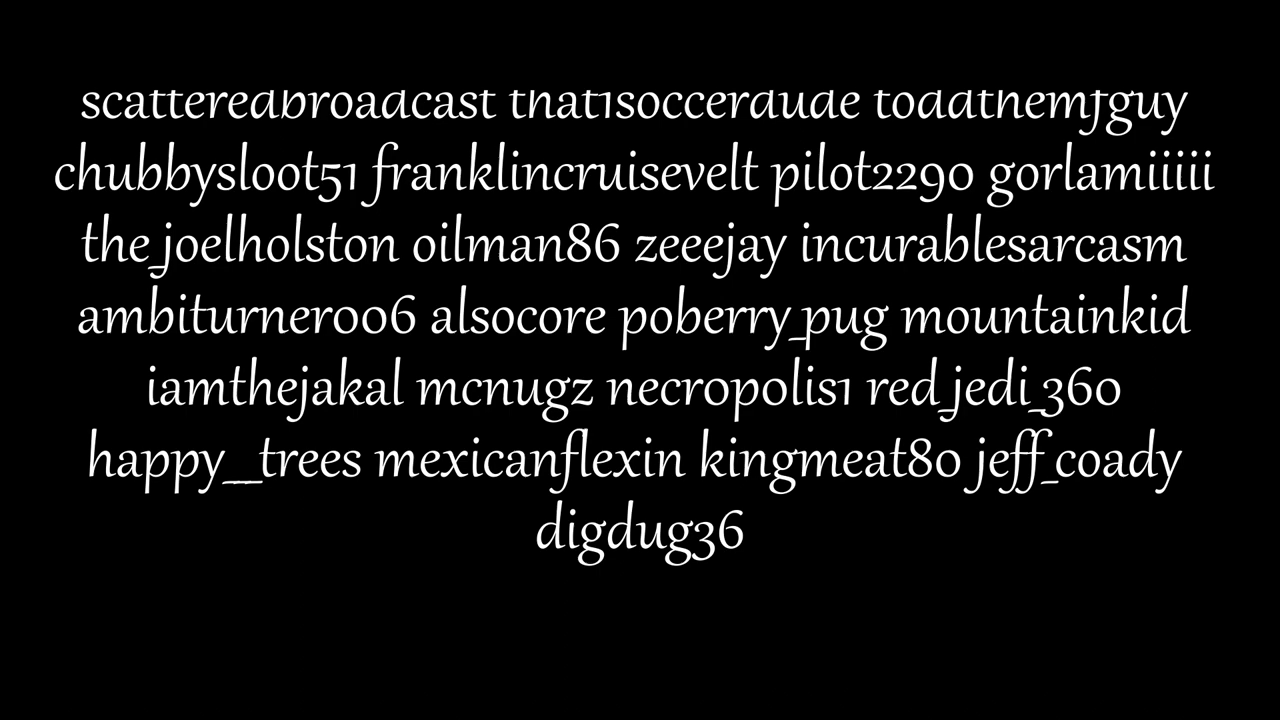 scatteredbroadcast that1soccerdude toddthemfguy
chubbysloot51 franklincruisevelt pilot2290 gorlamiiiii
the_joelholston oilman86 zeeejay incurablesarcasm
ambiturner006 alsocore poberry_pug mountainkid
iamthejakal mcnugz necropolis1 red_jedi_360
happy__trees mexicanflexin kingmeat80 jeff_coady
digdug36